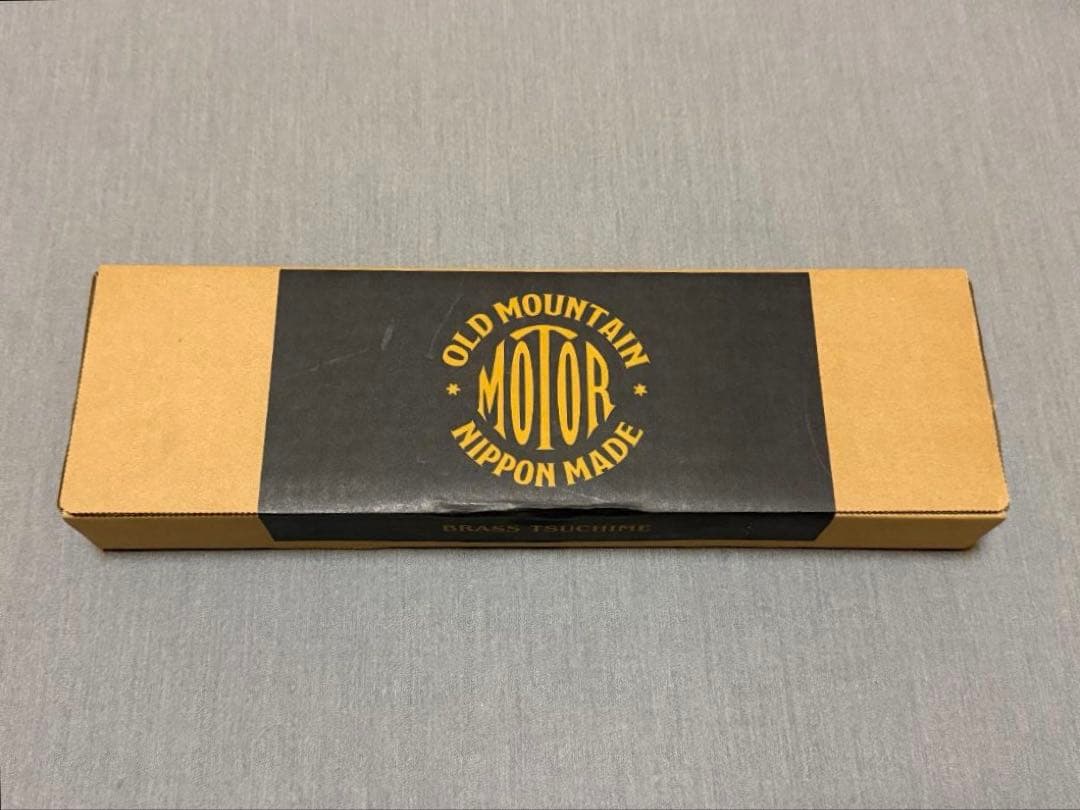 OLD MOUNTAIN
MOTOR
NIPPON MADE
BRASS TSUCHIME